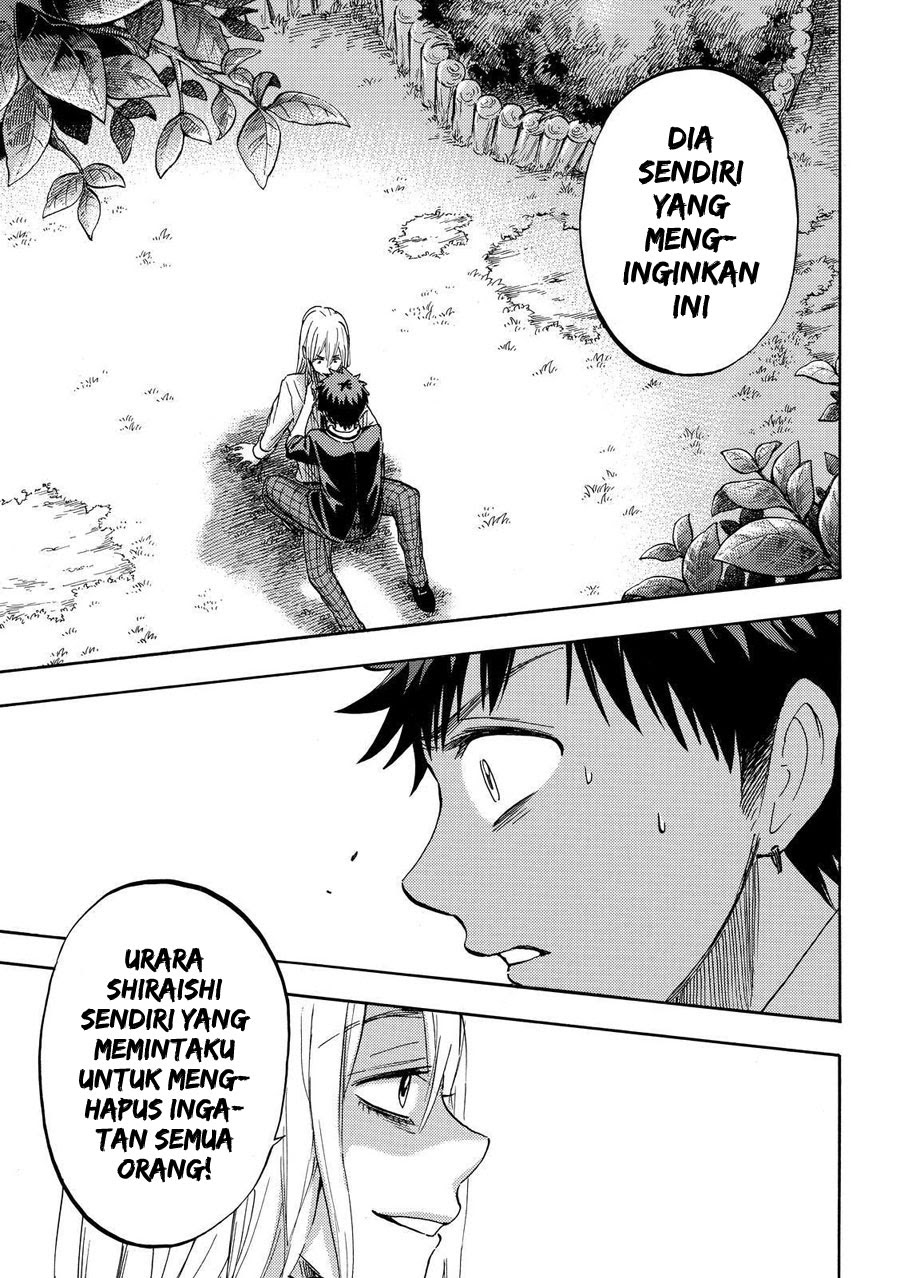 DIA
SENDIRI
YANG
MENG-
INGINKAN
INI
URARA
SHIRAISHI
SENDIRI YANG
MEMINTAKU
UNTUK MENG-
HAPUS INGA-
TAN SEMUA
ORANG!